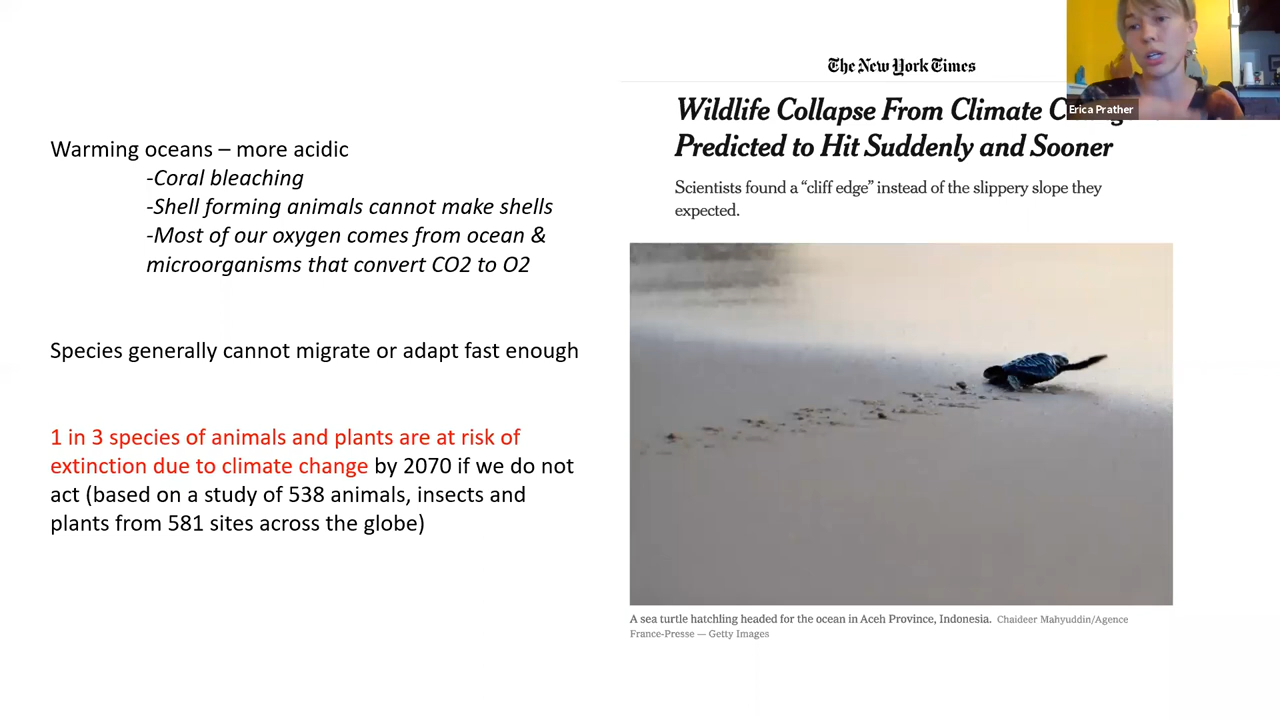 Warming oceans – more acidic
-Coral bleaching
-Shell forming animals cannot make shells
-Most of our oxygen comes from ocean &
microorganisms that convert CO2 to O2
Species generally cannot migrate or adapt fast enough
1 in 3 species of animals and plants are at risk of
extinction due to climate change by 2070 if we do not
act (based on a study of 538 animals, insects and
plants from 581 sites across the globe)
The New York Times
Wildlife Collapse From Climate
Predicted to Hit Suddenly and Sooner
Scientists found a “cliff edge” instead of the slippery slope they
expected.
A sea turtle hatchling headed for the ocean in Aceh Province, Indonesia. Chaideer Mahyuddin/Agence
France-Presse — Getty Images
Erica Prather